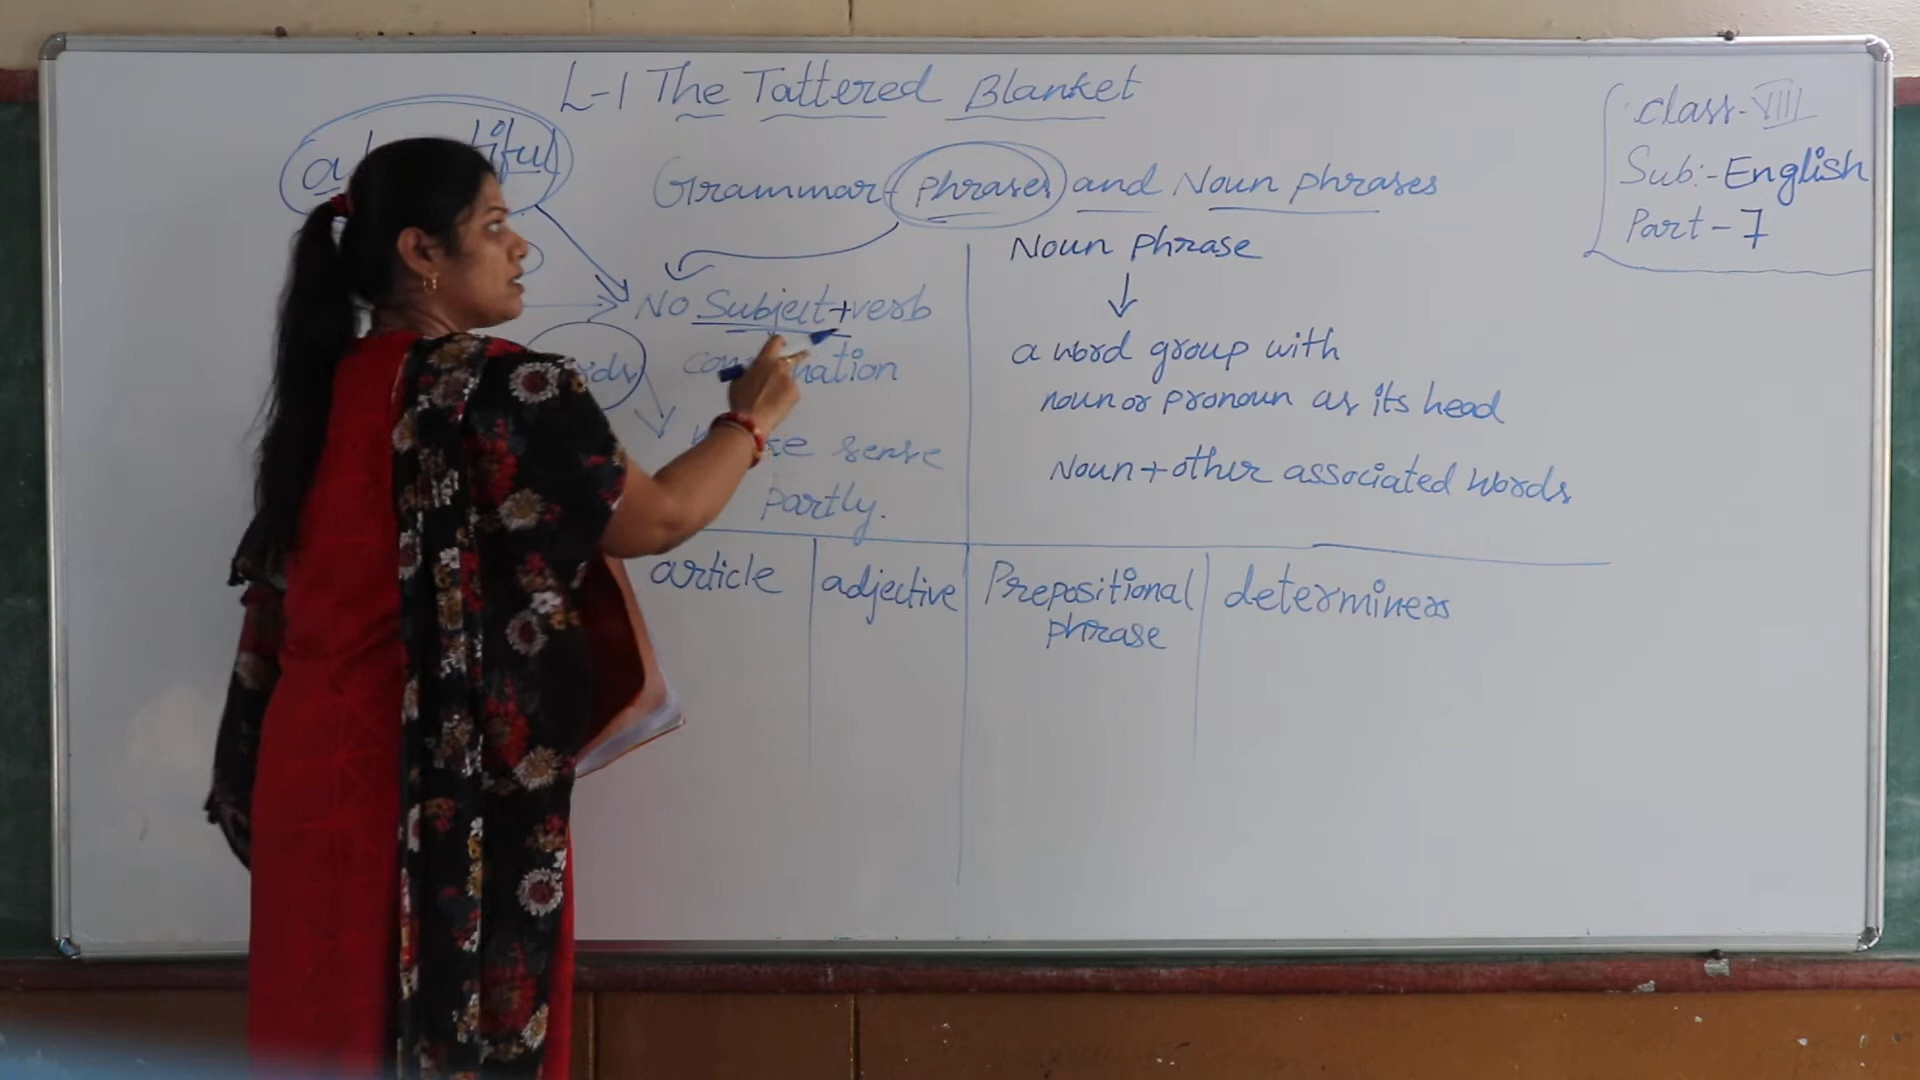 L-1 The Tattered Blanket
class-VIII
Sub:-English
Part-7
Grammar- phrases and Noun phrases
No Subject+verb
sense
partly.
Noun Phrase
a word group with
noun or pronoun as its head
Noun+other associated words
article
adjective
Prepositional
phrase
determiners